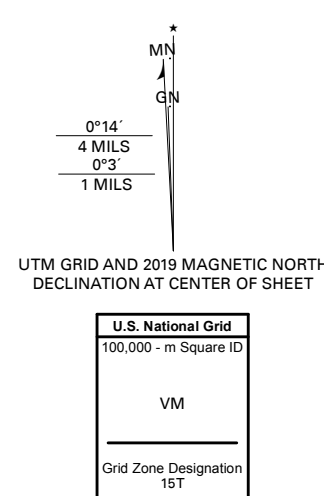 MN
GN
0°14´
4 MILS
0°3´
1 MILS
UTM GRID AND 2019 MAGNETIC NORTH
DECLINATION AT CENTER OF SHEET
U.S. National Grid
100,000 - m Square ID
VM
Grid Zone Designation
15T